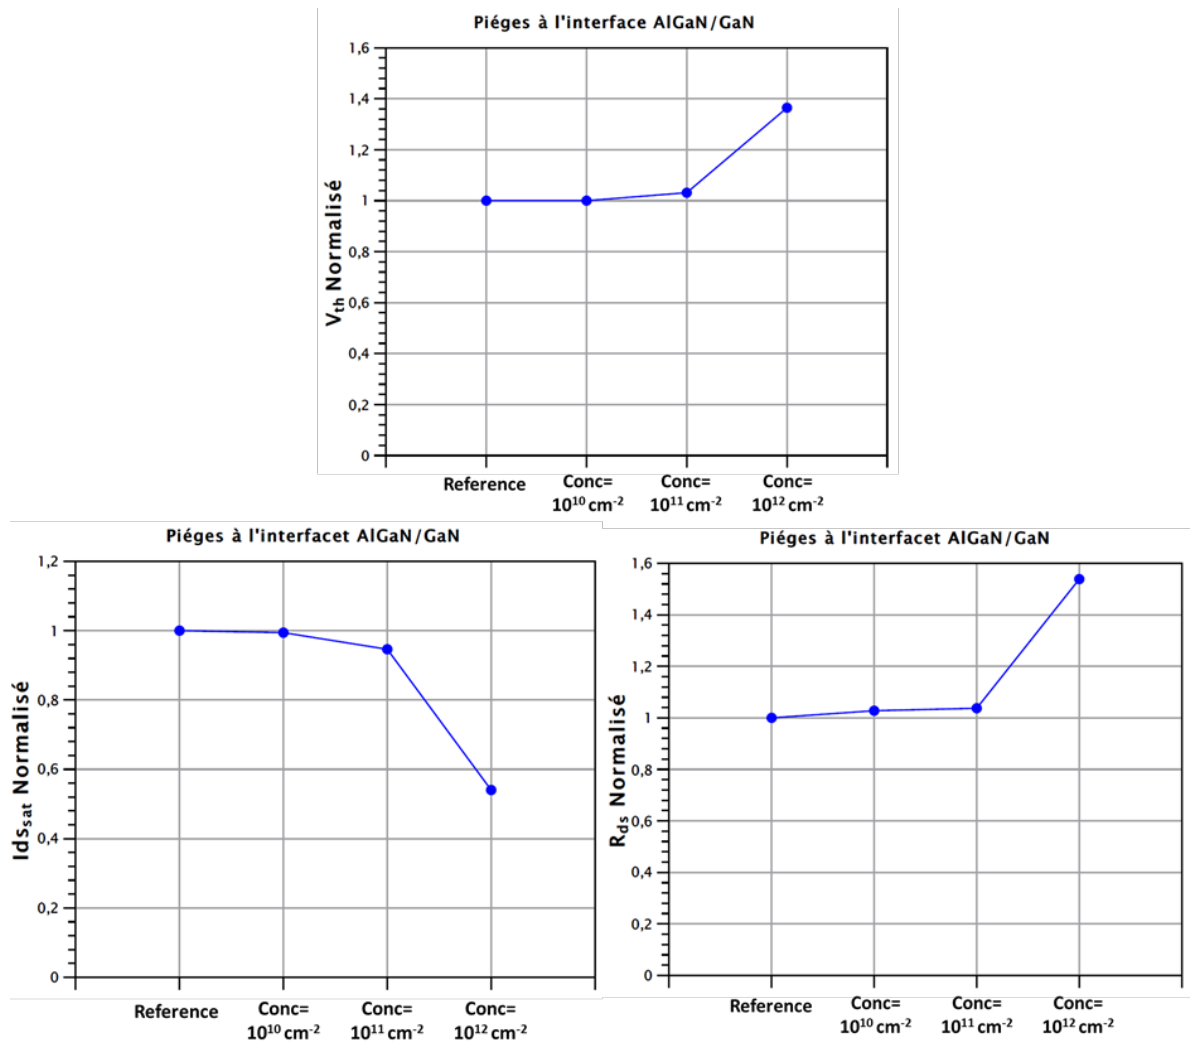 Piéges à l'interface AlGaN/GaN
V_th Normalisé
1,6
1,4
1,2
1
0,8
0,6
0,4
0,2
0
Reference
Conc=
10¹⁰ cm⁻²
Conc=
10¹¹ cm⁻²
Conc=
10¹² cm⁻²
Piéges à l'interfacet AlGaN/GaN
Ids_sat Normalisé
1,2
1
0,8
0,6
0,4
0,2
0
Reference
Conc=
10¹⁰ cm⁻²
Conc=
10¹¹ cm⁻²
Conc=
10¹² cm⁻²
Piéges à l'interfacet AlGaN/GaN
R_ds Normalisé
1,6
1,4
1,2
1
0,8
0,6
0,4
0,2
0
Reference
Conc=
10¹⁰ cm⁻²
Conc=
10¹¹ cm⁻²
Conc=
10¹² cm⁻²